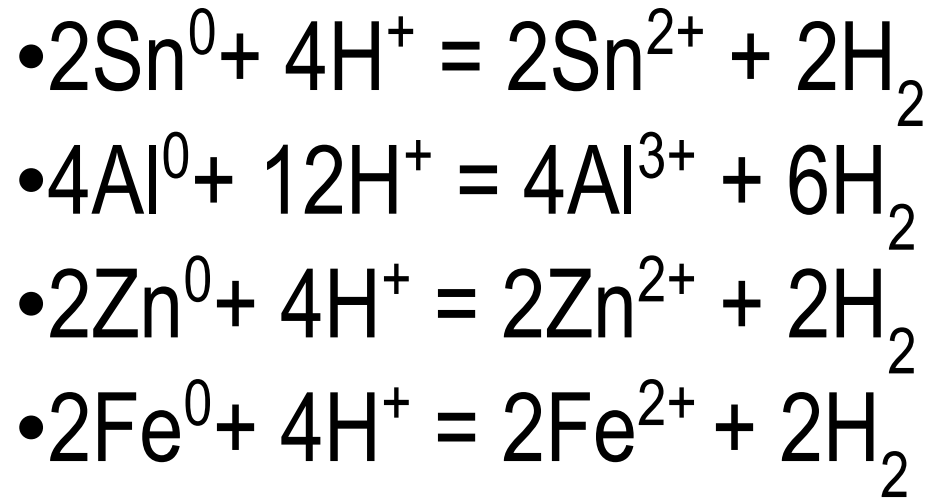 •2Sn⁰+ 4H⁺ = 2Sn²⁺ + 2H₂
•4Al⁰+ 12H⁺ = 4Al³⁺ + 6H₂
•2Zn⁰+ 4H⁺ = 2Zn²⁺ + 2H₂
•2Fe⁰+ 4H⁺ = 2Fe²⁺ + 2H₂